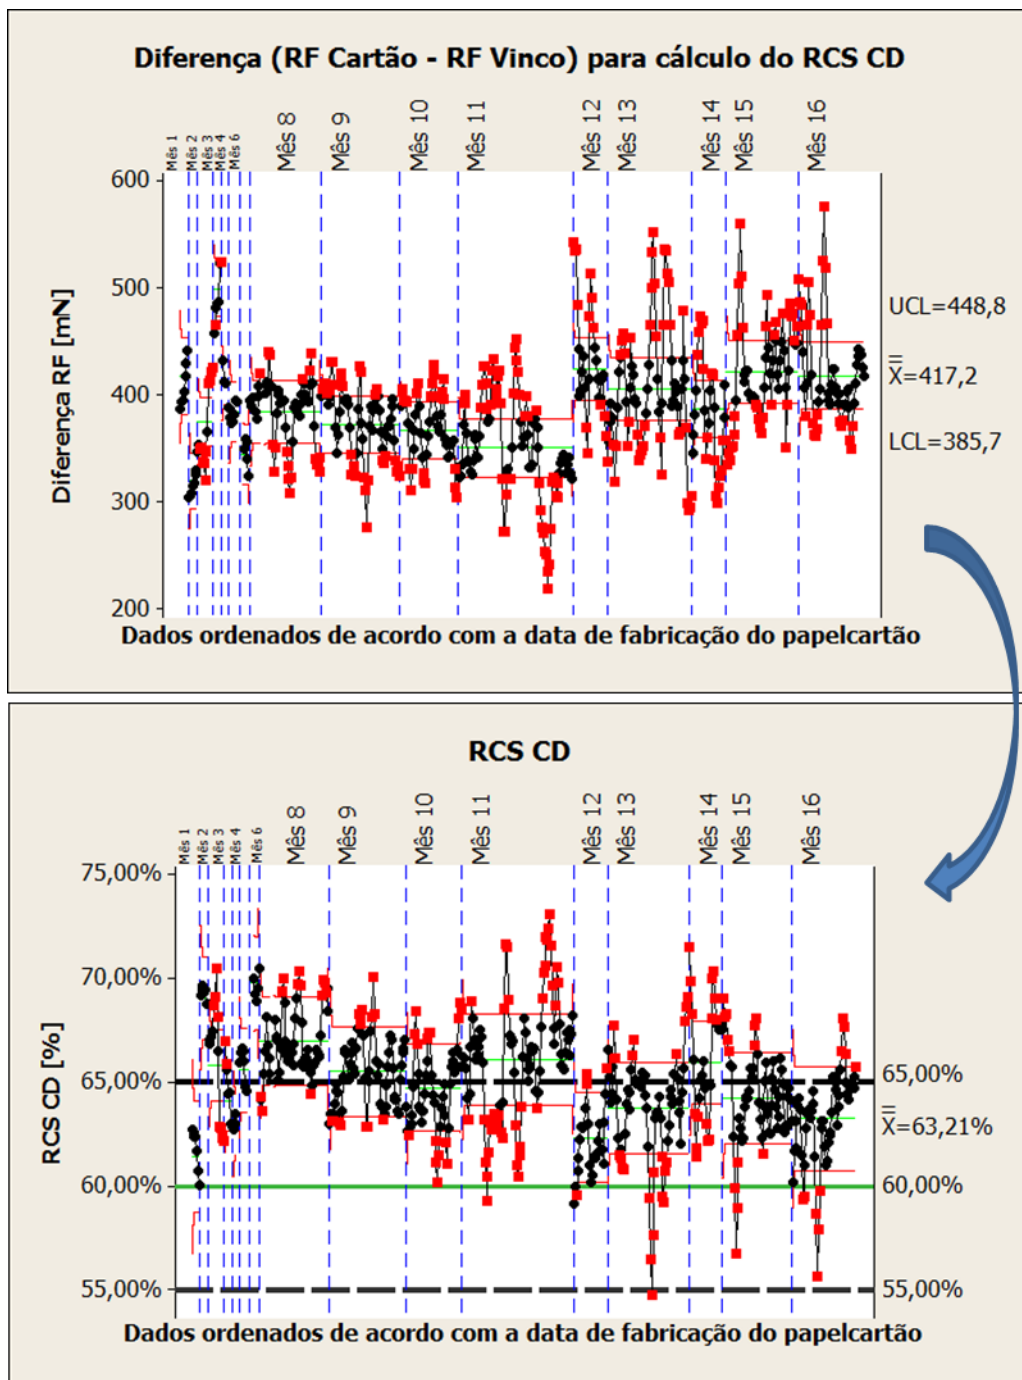 Diferença (RF Cartão - RF Vinco) para cálculo do RCS CD
Mês 1
Mês 2
Mês 3
Mês 4
Mês 6
Mês 8
Mês 9
Mês 10
Mês 11
Mês 12
Mês 13
Mês 14
Mês 15
Mês 16
Diferença RF [mN]
600
500
400
300
200
UCL=448,8
X=417,2
LCL=385,7
Dados ordenados de acordo com a data de fabricação do papelcartão
RCS CD
Mês 1
Mês 2
Mês 3
Mês 4
Mês 6
Mês 8
Mês 9
Mês 10
Mês 11
Mês 12
Mês 13
Mês 14
Mês 15
Mês 16
RCS CD [%]
75,00%
70,00%
65,00%
60,00%
55,00%
65,00%
X=63,21%
60,00%
55,00%
Dados ordenados de acordo com a data de fabricação do papelcartão